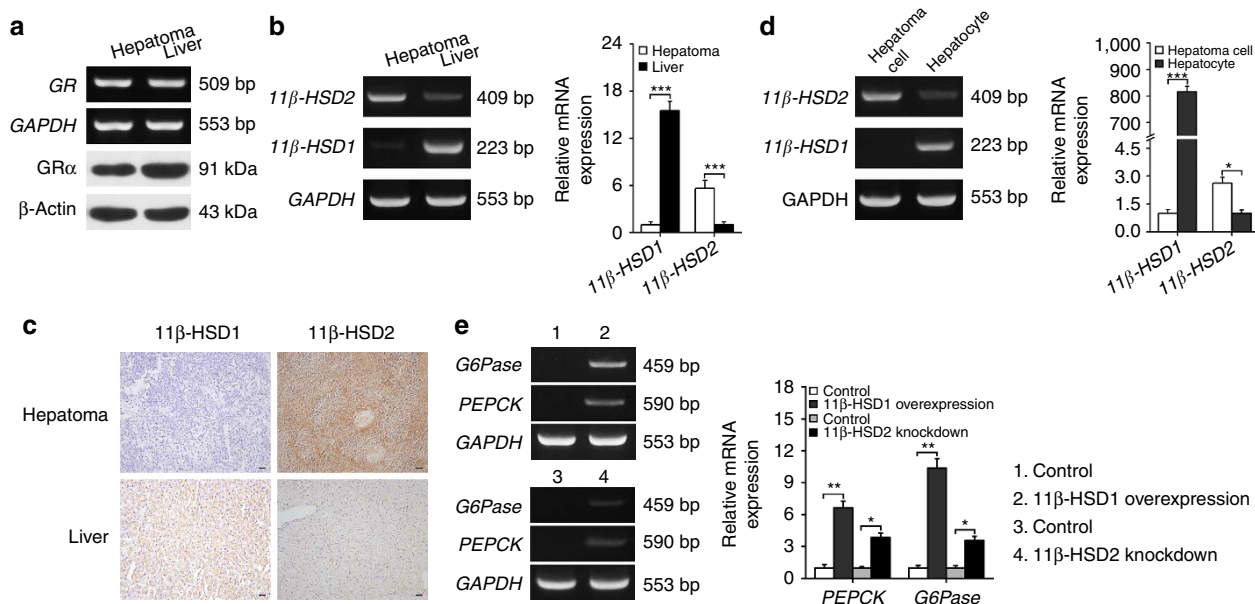 a
Hepatoma
Liver
GR
509 bp
GAPDH
553 bp
GRα
91 kDa
β-Actin
43 kDa
b
Hepatoma
Liver
11β-HSD2
409 bp
11β-HSD1
223 bp
GAPDH
553 bp
Relative mRNA expression
24
18
12
6
0
Hepatoma
Liver
***
***
11β-HSD1
11β-HSD2
d
Hepatoma cell
Hepatocyte
11β-HSD2
409 bp
11β-HSD1
223 bp
GAPDH
553 bp
Relative mRNA expression
1,000
900
800
700
4.5
3.0
1.5
0.0
Hepatoma cell
Hepatocyte
***
*
11β-HSD1
11β-HSD2
c
11β-HSD1
11β-HSD2
Hepatoma
Liver
e
1
2
G6Pase
459 bp
PEPCK
590 bp
GAPDH
553 bp
3
4
G6Pase
459 bp
PEPCK
590 bp
GAPDH
553 bp
Relative mRNA expression
18
15
12
9
6
3
0
Control
11β-HSD1 overexpression
Control
11β-HSD2 knockdown
**
*
**
*
PEPCK
G6Pase
1. Control
2. 11β-HSD1 overexpression
3. Control
4. 11β-HSD2 knockdown